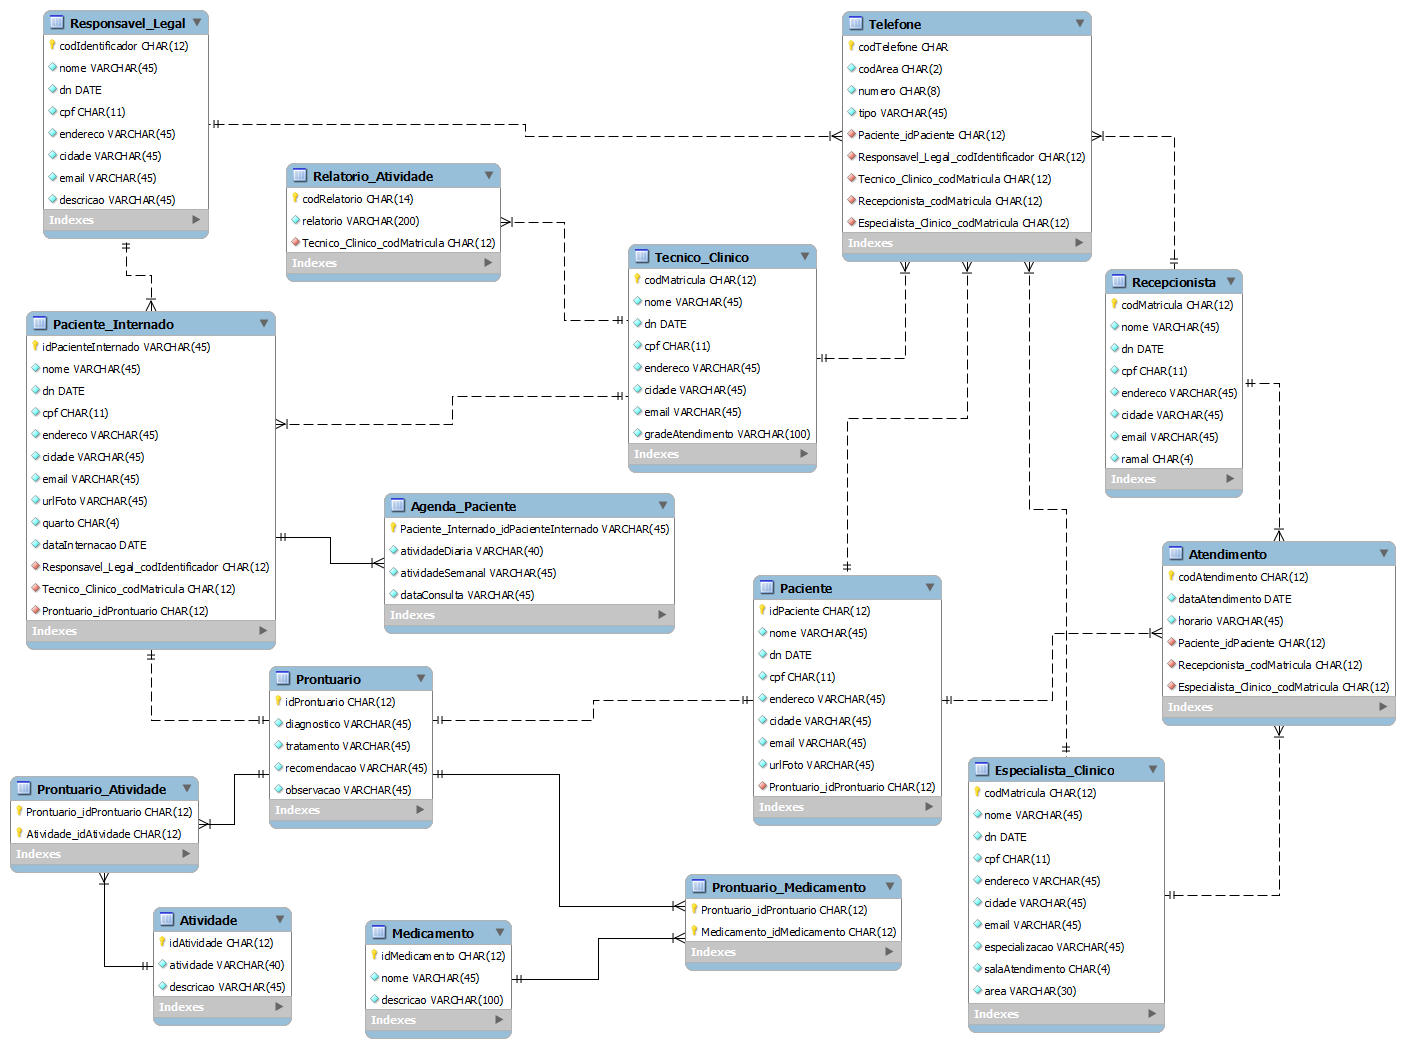 Responsavel_Legal
codIdentificador CHAR(12)
nome VARCHAR(45)
dn DATE
cpf CHAR(11)
endereco VARCHAR(45)
cidade VARCHAR(45)
email VARCHAR(45)
descricao VARCHAR(45)
Indexes
Telefone
codTelefone CHAR
codArea CHAR(2)
numero CHAR(8)
tipo VARCHAR(45)
Paciente_idPaciente CHAR(12)
Responsavel_Legal_codIdentificador CHAR(12)
Tecnico_Clinico_codMatricula CHAR(12)
Recepcionista_codMatricula CHAR(12)
Especialista_Clinico_codMatricula CHAR(12)
Indexes
Relatorio_Atividade
codRelatorio CHAR(14)
relatorio VARCHAR(200)
Tecnico_Clinico_codMatricula CHAR(12)
Indexes
Tecnico_Clinico
codMatricula CHAR(12)
nome VARCHAR(45)
dn DATE
cpf CHAR(11)
endereco VARCHAR(45)
cidade VARCHAR(45)
email VARCHAR(45)
gradeAtendimento VARCHAR(100)
Indexes
Recepcionista
codMatricula CHAR(12)
nome VARCHAR(45)
dn DATE
cpf CHAR(11)
endereco VARCHAR(45)
cidade VARCHAR(45)
email VARCHAR(45)
ramal CHAR(4)
Indexes
Paciente_Internado
idPacienteInternado VARCHAR(45)
nome VARCHAR(45)
dn DATE
cpf CHAR(11)
endereco VARCHAR(45)
cidade VARCHAR(45)
email VARCHAR(45)
urlFoto VARCHAR(45)
quarto CHAR(4)
dataInternacao DATE
Responsavel_Legal_codIdentificador CHAR(12)
Tecnico_Clinico_codMatricula CHAR(12)
Prontuario_idProntuario CHAR(12)
Indexes
Agenda_Paciente
Paciente_Internado_idPacienteInternado VARCHAR(45)
atividadeDiaria VARCHAR(40)
atividadeSemanal VARCHAR(45)
dataConsulta VARCHAR(45)
Indexes
Atendimento
codAtendimento CHAR(12)
dataAtendimento DATE
horario VARCHAR(45)
Paciente_idPaciente CHAR(12)
Recepcionista_codMatricula CHAR(12)
Especialista_Clinico_codMatricula CHAR(12)
Indexes
Paciente
idPaciente CHAR(12)
nome VARCHAR(45)
dn DATE
cpf CHAR(11)
endereco VARCHAR(45)
cidade VARCHAR(45)
email VARCHAR(45)
urlFoto VARCHAR(45)
Prontuario_idProntuario CHAR(12)
Indexes
Prontuario
idProntuario CHAR(12)
diagnostico VARCHAR(45)
tratamento VARCHAR(45)
recomendacao VARCHAR(45)
observacao VARCHAR(45)
Indexes
Especialista_Clinico
codMatricula CHAR(12)
nome VARCHAR(45)
dn DATE
cpf CHAR(11)
endereco VARCHAR(45)
cidade VARCHAR(45)
email VARCHAR(45)
especializacao VARCHAR(45)
salaAtendimento CHAR(4)
area VARCHAR(30)
Indexes
Prontuario_Atividade
Prontuario_idProntuario CHAR(12)
Atividade_idAtividade CHAR(12)
Indexes
Prontuario_Medicamento
Prontuario_idProntuario CHAR(12)
Medicamento_idMedicamento CHAR(12)
Indexes
Atividade
idAtividade CHAR(12)
atividade VARCHAR(40)
descricao VARCHAR(45)
Indexes
Medicamento
idMedicamento CHAR(12)
nome VARCHAR(45)
descricao VARCHAR(100)
Indexes